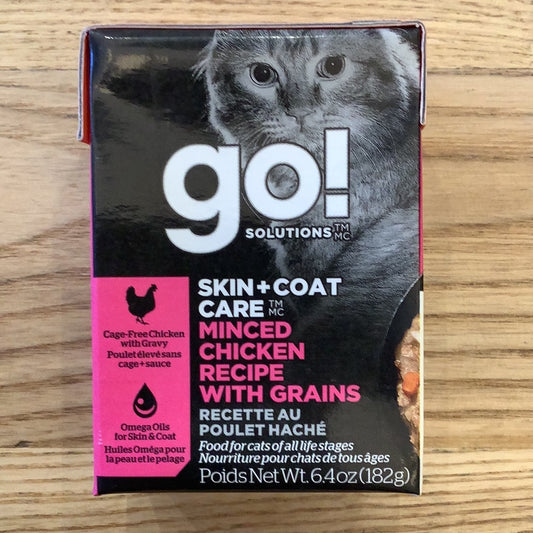 go!
SOLUTIONS TM MC
SKIN+COAT
CARE TM MC
MINCED
CHICKEN
RECIPE
WITH GRAINS
RECETTE AU
POULET HACHÉ
Food for cats of all life stages
Nourriture pour chats de tous âges
Poids Net Wt. 6.4 oz (182g)
Cage-Free Chicken
with Gravy
Poulet élevé sans
cage + sauce
Omega Oils
for Skin & Coat
Huiles Oméga pour
la peau et le pelage